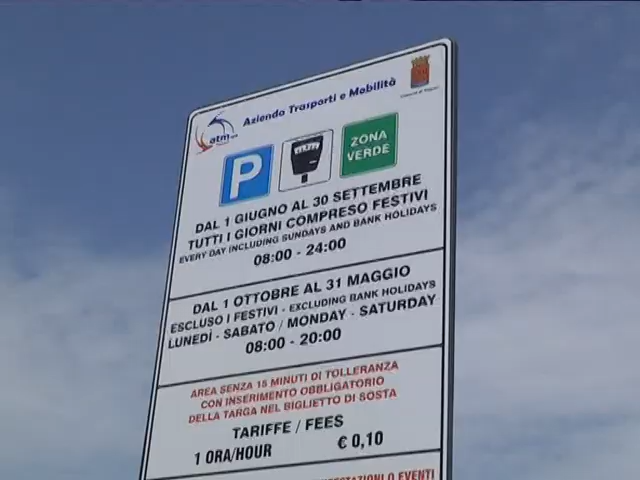 Azienda Trasporti e Mobilità
atm
P
ZONA
VERDE
DAL 1 GIUGNO AL 30 SETTEMBRE
TUTTI I GIORNI COMPRESO FESTIVI
EVERY DAY INCLUDING SUNDAYS AND BANK HOLIDAYS
08:00 - 24:00
DAL 1 OTTOBRE AL 31 MAGGIO
ESCLUSO I FESTIVI - EXCLUDING BANK HOLIDAYS
LUNEDÌ - SABATO / MONDAY - SATURDAY
08:00 - 20:00
AREA SENZA 15 MINUTI DI TOLLERANZA
CON INSERIMENTO OBBLIGATORIO
DELLA TARGA NEL BIGLIETTO DI SOSTA
TARIFFE / FEES
1 ORA/HOUR € 0,10
O EVENTI